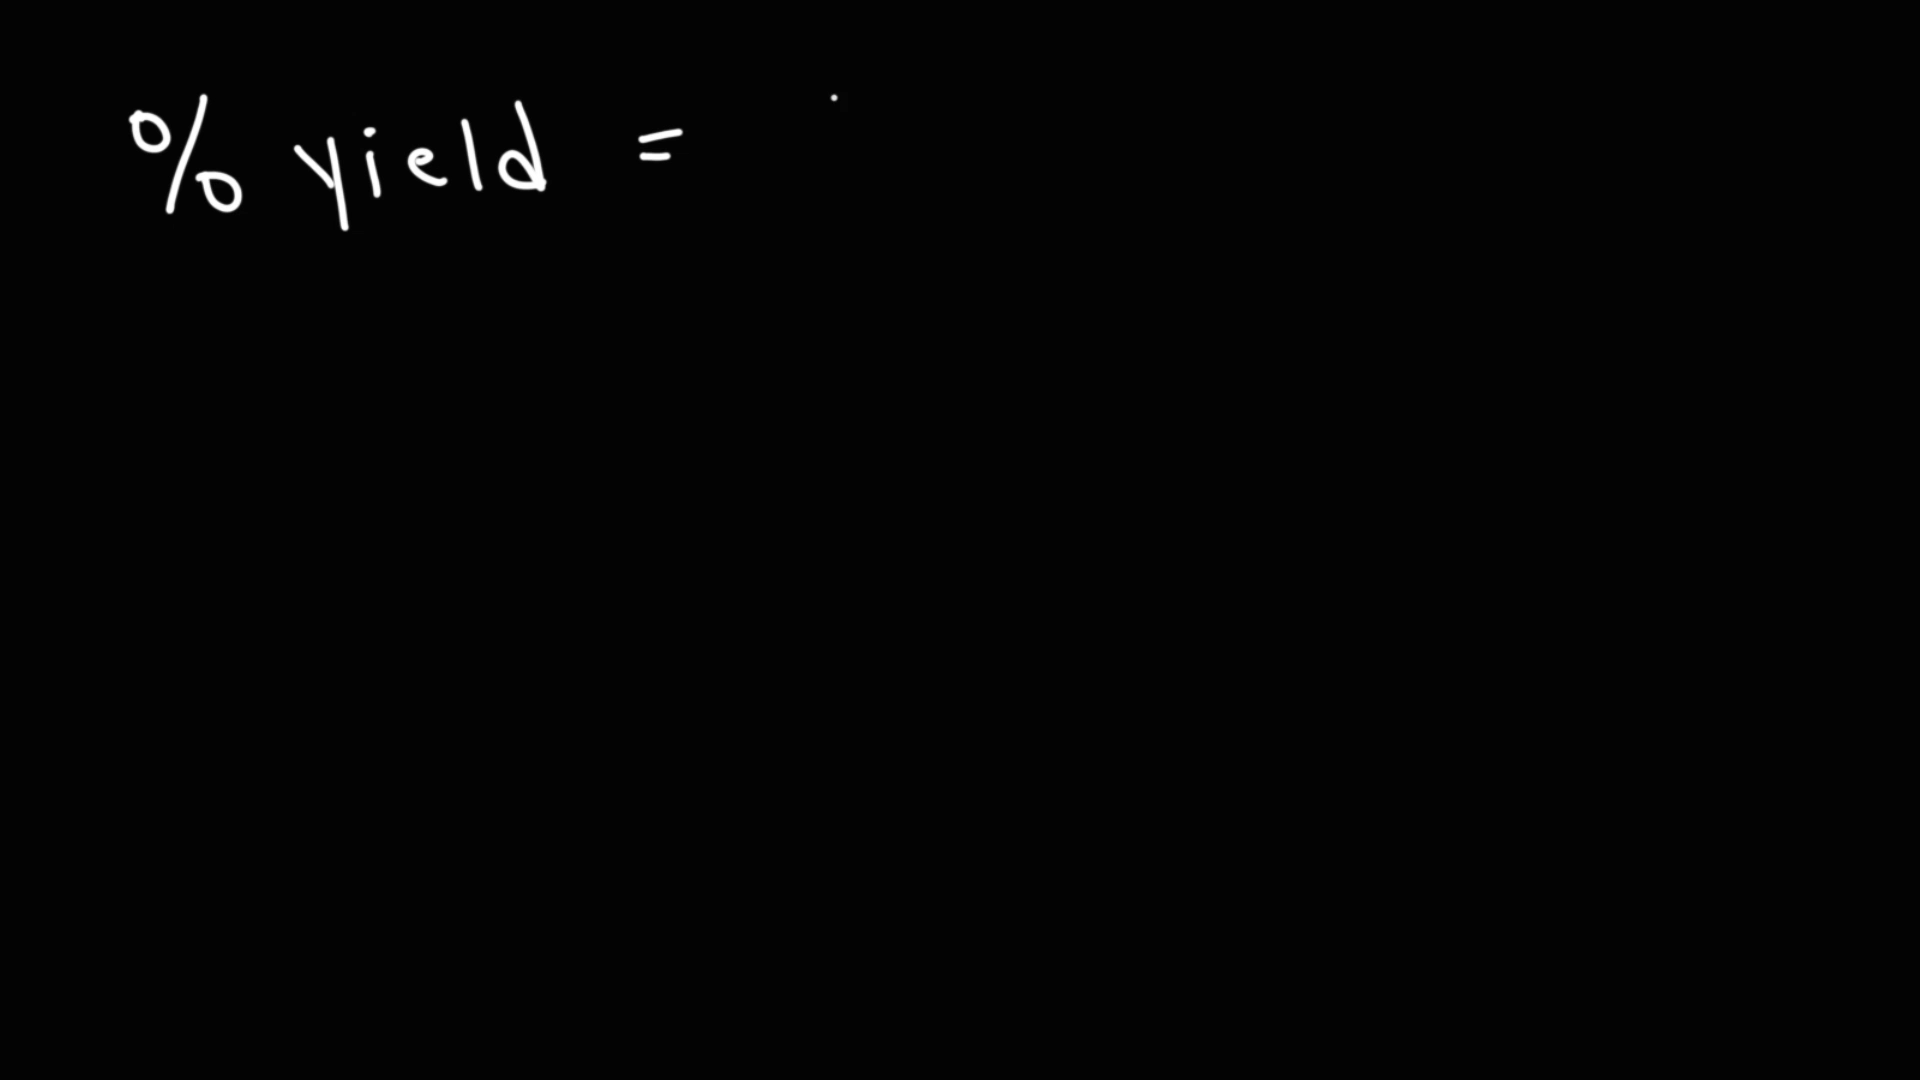 % yield =